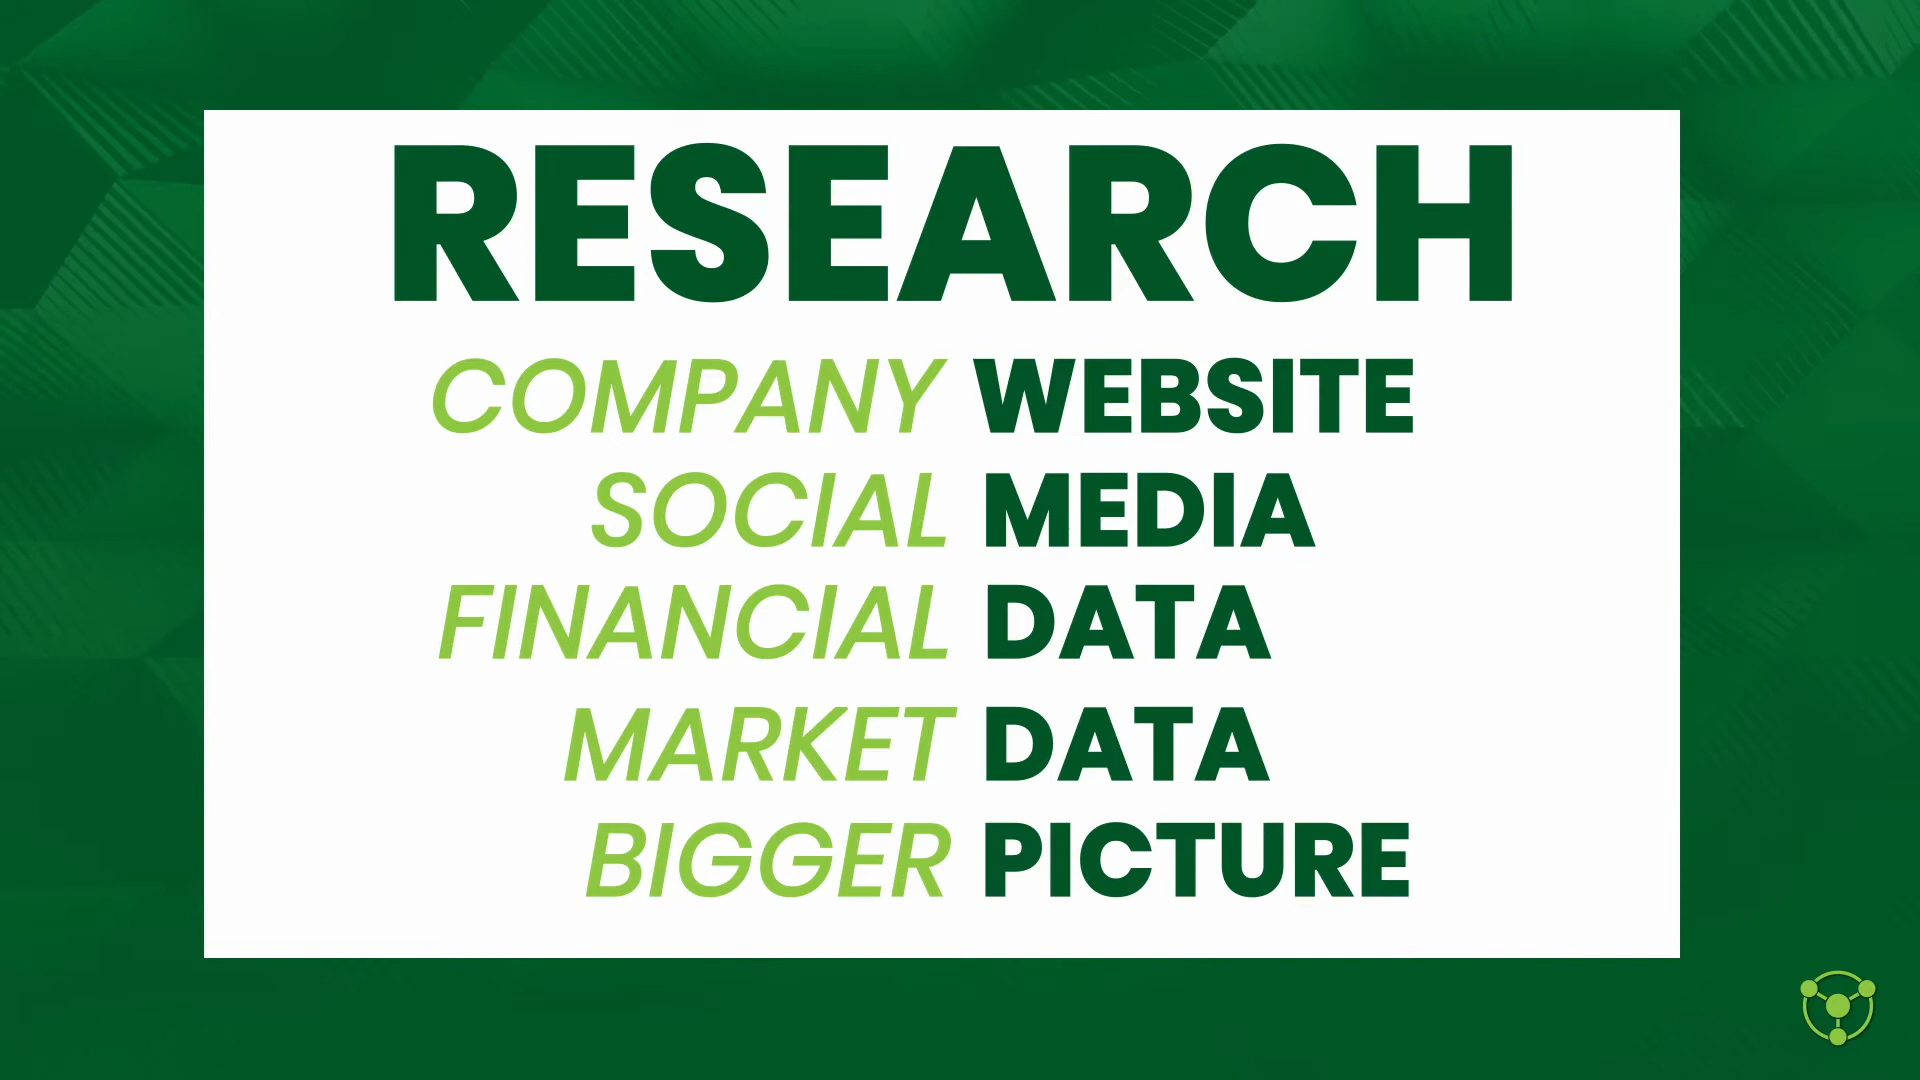 RESEARCH
COMPANY WEBSITE
SOCIAL MEDIA
FINANCIAL DATA
MARKET DATA
BIGGER PICTURE